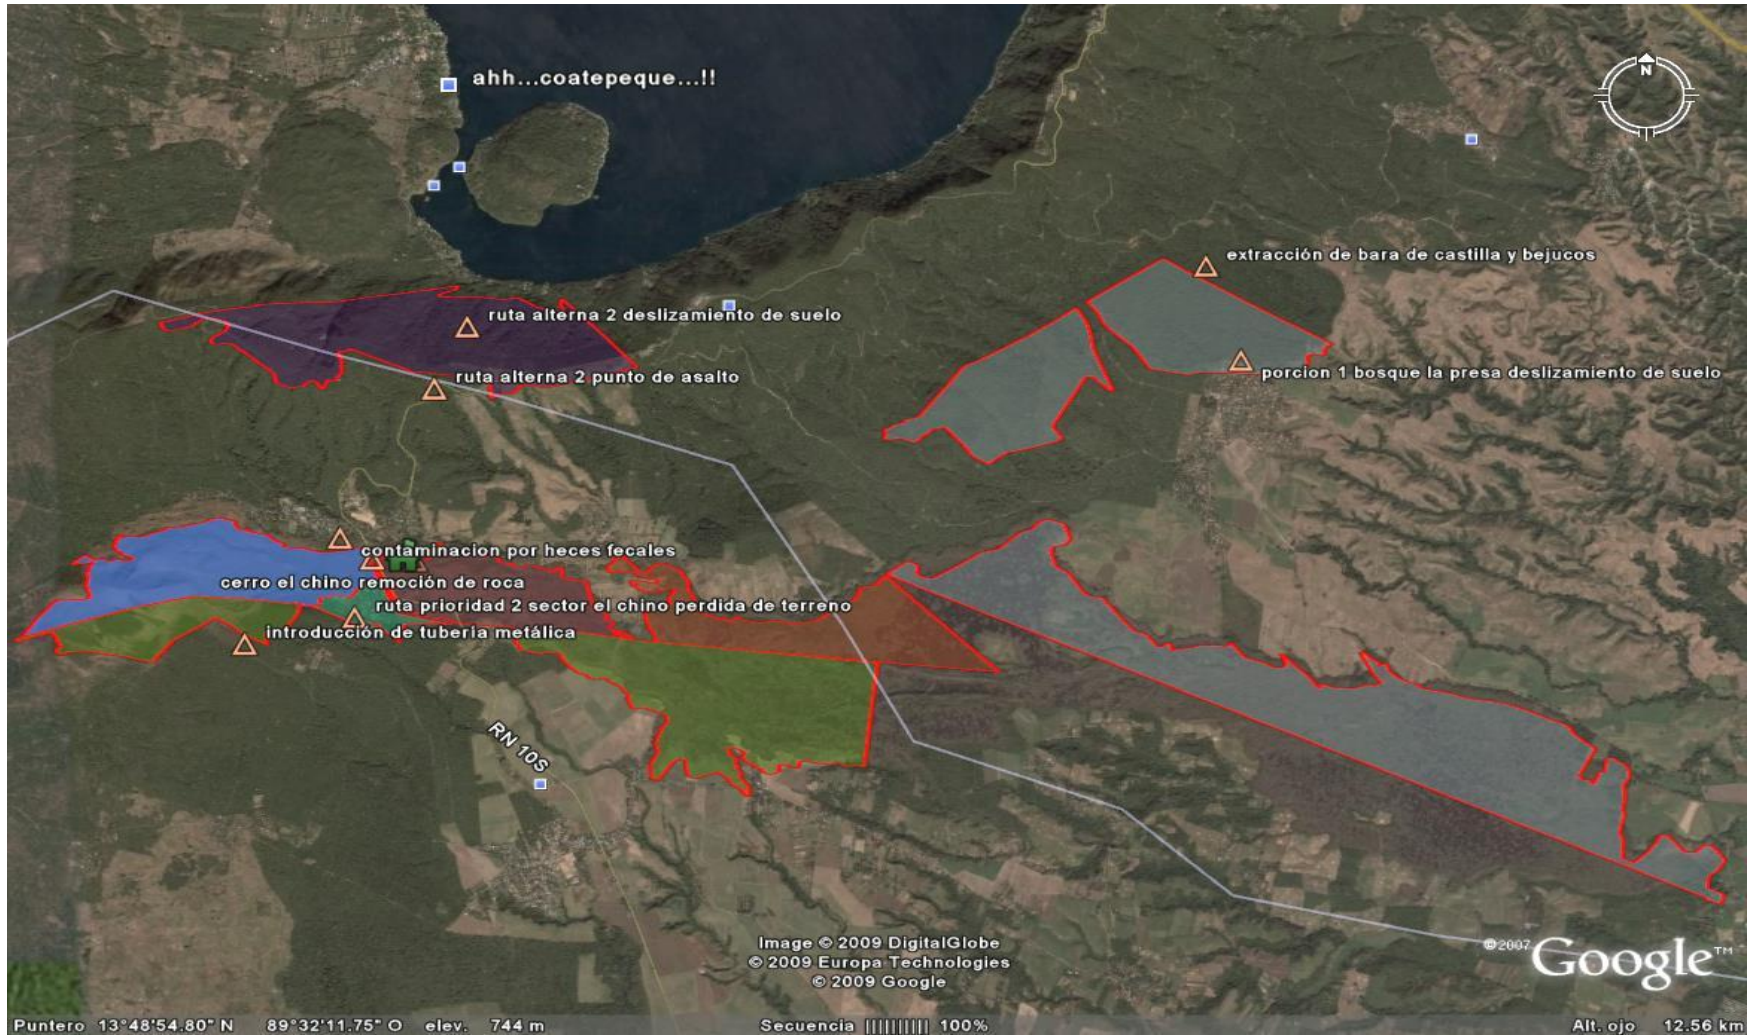 ahh...coatepeque...!!
N
extracción de bara de castilla y bejucos
ruta alterna 2 deslizamiento de suelo
porcion 1 bosque la presa deslizamiento de suelo
ruta alterna 2 punto de asalto
contaminacion por heces fecales
cerro el chino remoción de roca
ruta prioridad 2 sector el chino perdida de terreno
introducción de tuberia metálica
RN 10S
Image © 2009 DigitalGlobe
© 2009 Europa Technologies
© 2009 Google
©2007 Google™
Puntero 13°48'54.80" N 89°32'11.75" O elev. 744 m Secuencia |||||||||| 100% Alt. ojo 12.56 km